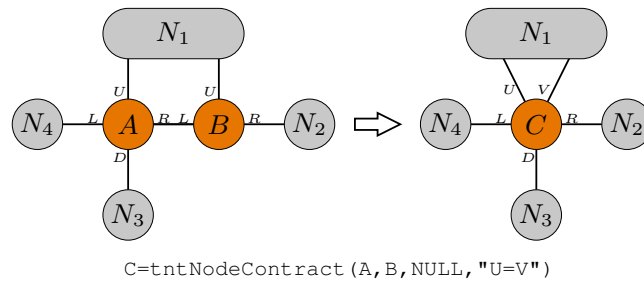 N₁ N₁
U U U V
N₄ L A R L B R N₂ N₄ L C R N₂
D D
N₃ N₃
C=tntNodeContract(A,B,NULL,"U=V")